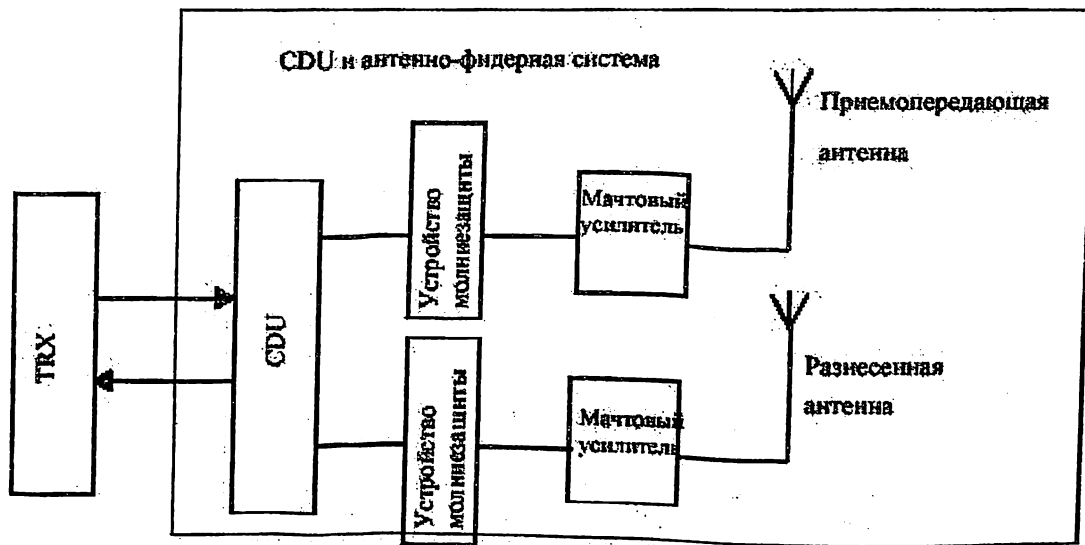 CDU и антенно-фидерная система
Приемопередающая
антенна
Устройство
молниезащиты
Мачтовый
усилитель
TRX
CDU
Разнесенная
антенна
Устройство
молниезащиты
Мачтовый
усилитель